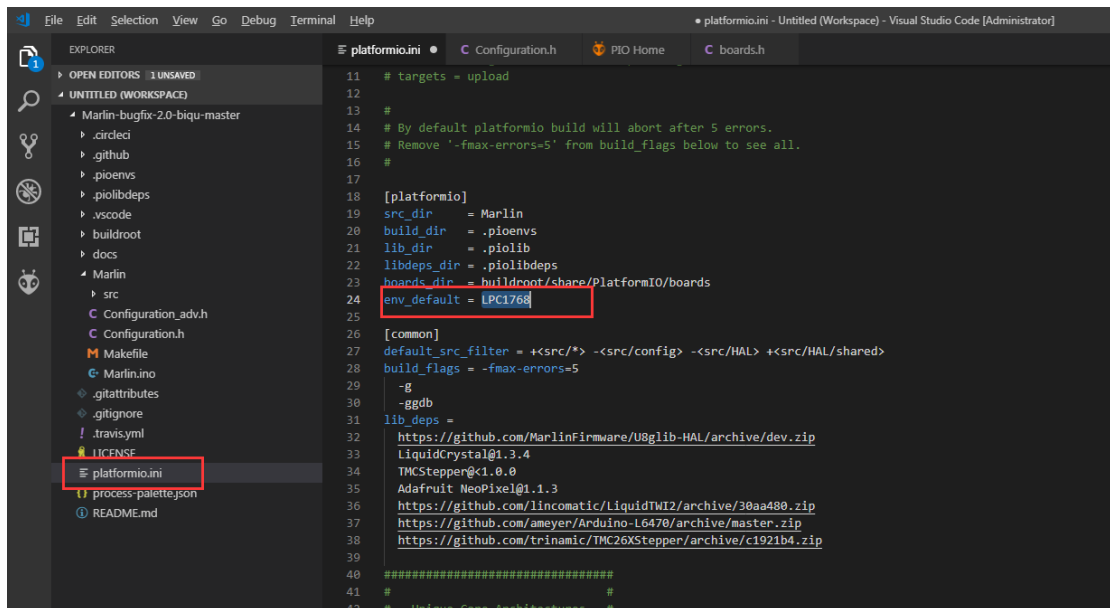 File Edit Selection View Go Debug Terminal Help
● platformio.ini - Untitled (Workspace) - Visual Studio Code [Administrator]
EXPLORER
OPEN EDITORS 1 UNSAVED
UNTITLED (WORKSPACE)
Marlin-bugfix-2.0-biqu-master
.circleci
.github
.pioenvs
.piolibdeps
.vscode
buildroot
docs
Marlin
src
C Configuration_adv.h
C Configuration.h
M Makefile
G Marlin.ino
.gitattributes
.gitignore
! .travis.yml
LICENSE
platformio.ini
{} process-palette.json
README.md
1
platformio.ini ●
C Configuration.h
PIO Home
C boards.h
11 # targets = upload
12
13 #
14 # By default platformio build will abort after 5 errors.
15 # Remove '-fmax-errors=5' from build_flags below to see all.
16 #
17
18 [platformio]
19 src_dir = Marlin
20 build_dir = .pioenvs
21 lib_dir = .piolib
22 libdeps_dir = .piolibdeps
23 boards_dir = buildroot/share/PlatformIO/boards
24 env_default = LPC1768
25
26 [common]
27 default_src_filter = +<src/*> -<src/config> -<src/HAL> +<src/HAL/shared>
28 build_flags = -fmax-errors=5
29 -g
30 -ggdb
31 lib_deps =
32 https://github.com/MarlinFirmware/U8glib-HAL/archive/dev.zip
33 LiquidCrystal@1.3.4
34 TMCStepper@<1.0.0
35 Adafruit NeoPixel@1.1.3
36 https://github.com/lincomatic/LiquidTWI2/archive/30aa480.zip
37 https://github.com/ameyer/Arduino-L6470/archive/master.zip
38 https://github.com/trinamic/TMC26XStepper/archive/c1921b4.zip
39
40 #################################
41 # #
42 # Unique Core Architectures #